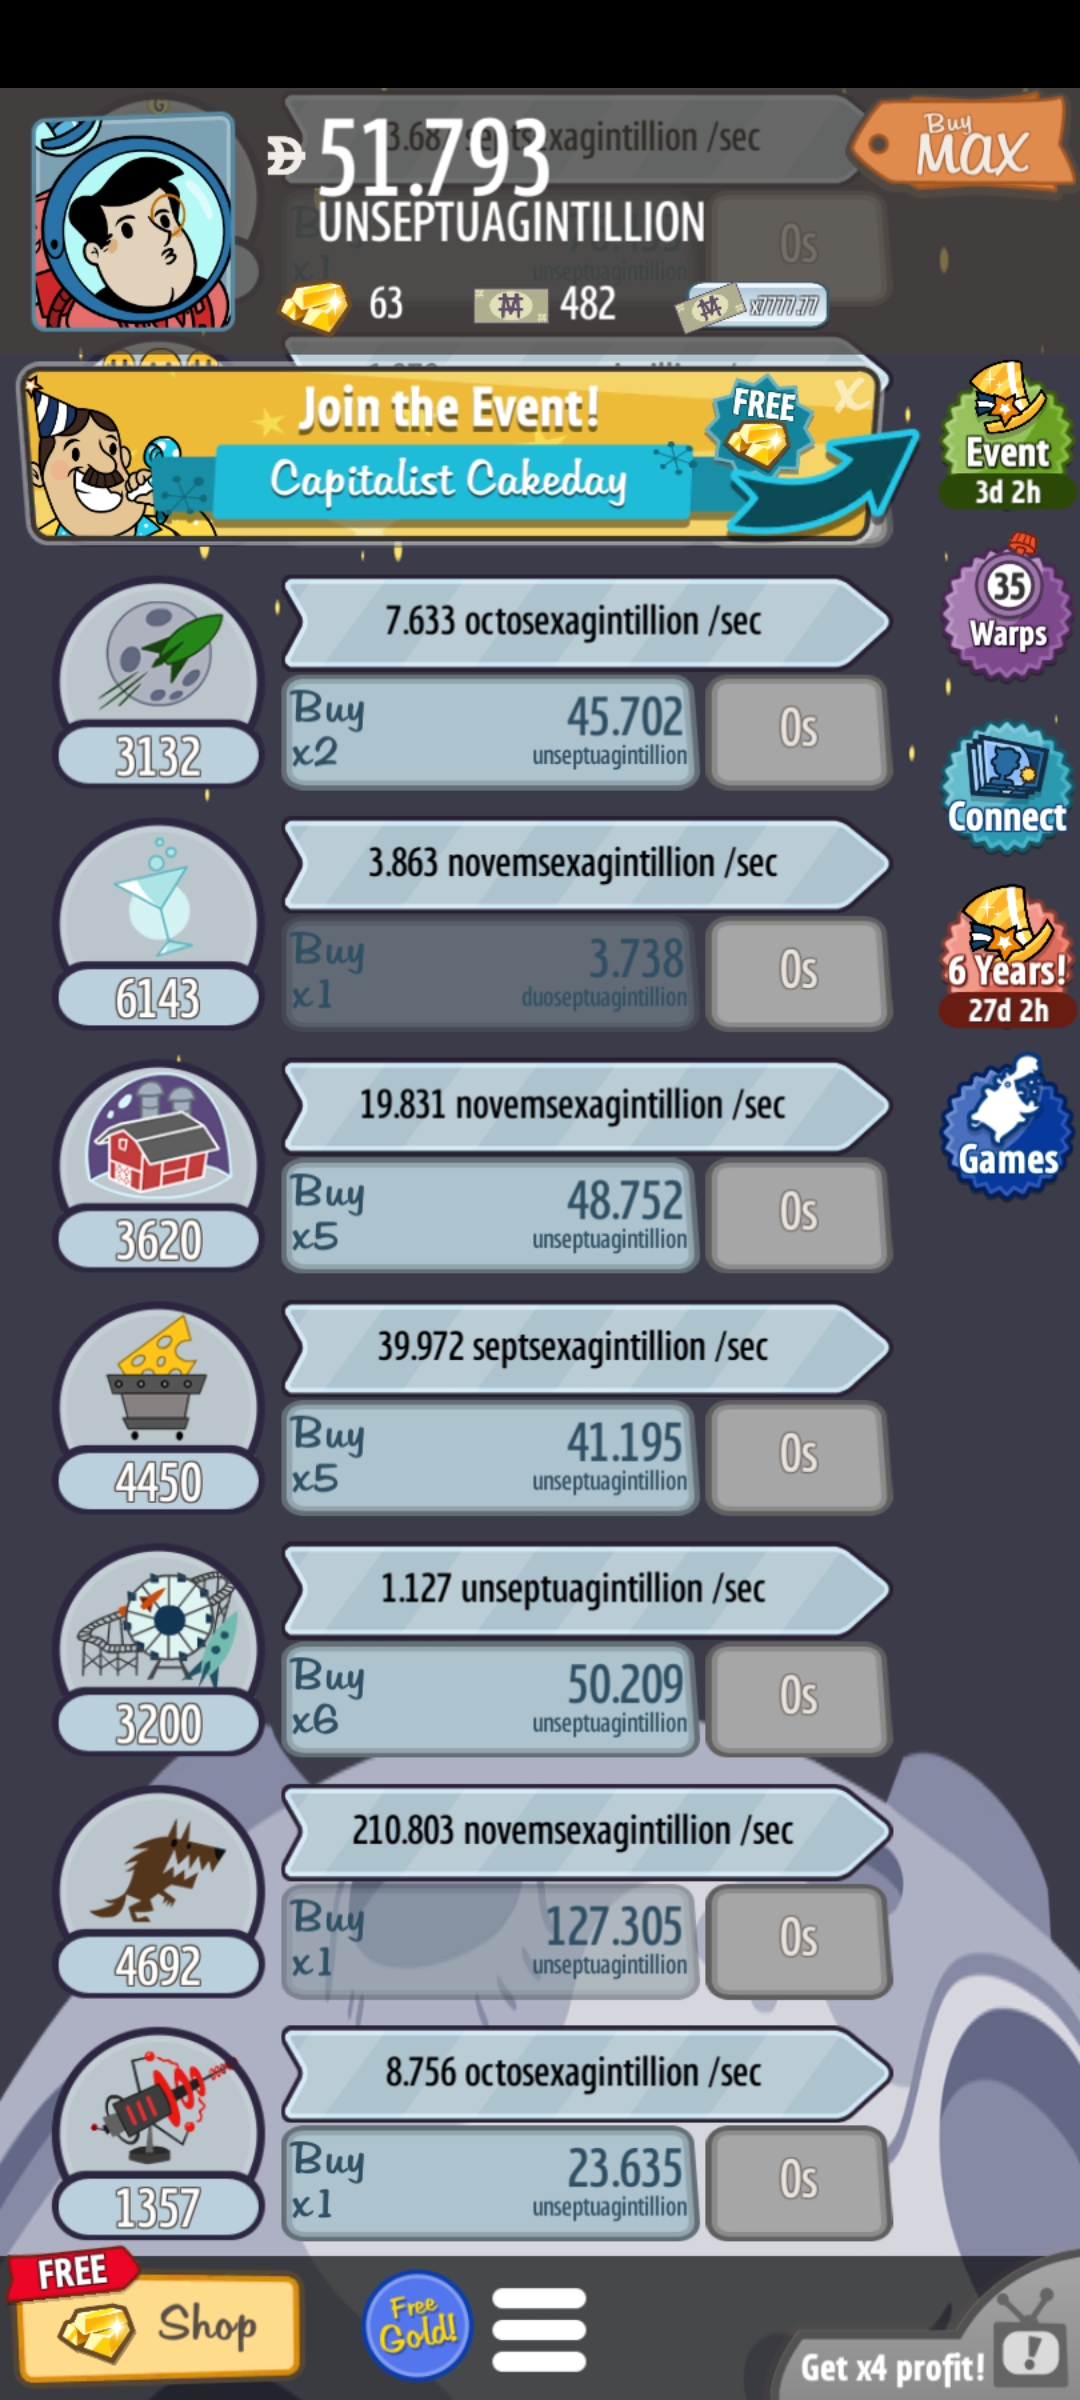 51.793
UNSEPTUAGINTILLION
Buy
MAX
/sec
0s
unseptuagintillion
63
482
x7777.77
Join the Event!
Capitalist Cakeday
FREE
X
Event
3d 2h
35
Warps
Connect
6 Years!
27d 2h
Games
7.633 octosexagintillion /sec
Buy
x2
45.702
unseptuagintillion
0s
3132
3.863 novemsexagintillion /sec
Buy
x1
3.738
duoseptuagintillion
0s
6143
19.831 novemsexagintillion /sec
Buy
x5
48.752
unseptuagintillion
0s
3620
39.972 septsexagintillion /sec
Buy
x5
41.195
unseptuagintillion
0s
4450
1.127 unseptuagintillion /sec
Buy
x6
50.209
unseptuagintillion
0s
3200
210.803 novemsexagintillion /sec
Buy
x1
127.305
unseptuagintillion
0s
4692
8.756 octosexagintillion /sec
Buy
x1
23.635
unseptuagintillion
0s
1357
FREE
Shop
Free
Gold!
Get x4 profit!
!